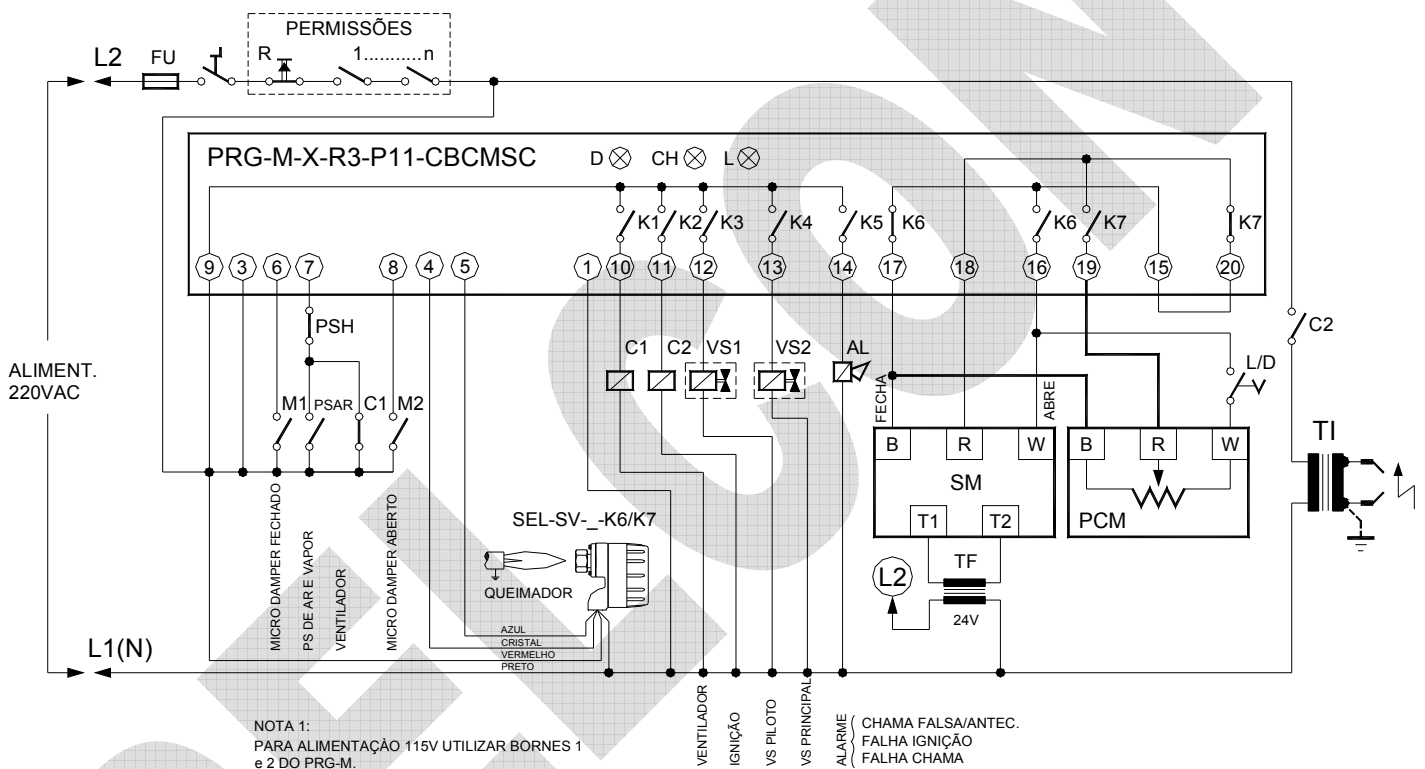 PERMISSÕES
L2
FU
R
1..........n
PRG-M-X-R3-P11-CBCMSC
D
CH
L
K1
K2
K3
K4
K5
K6
K6
K7
K7
9
3
6
7
8
4
5
1
10
11
12
13
14
17
18
16
19
15
20
PSH
C2
ALIMENT.
220VAC
C1
C2
VS1
VS2
AL
L/D
M1
PSAR
C1
M2
FECHA
ABRE
B
R
W
B
R
W
TI
SM
PCM
T1
T2
MICRO DAMPER FECHADO
PS DE AR E VAPOR
VENTILADOR
MICRO DAMPER ABERTO
SEL-SV-_-K6/K7
QUEIMADOR
TF
L2
24V
AZUL
CRISTAL
VERMELHO
PRETO
L1(N)
VENTILADOR
IGNIÇÃO
VS PILOTO
VS PRINCIPAL
ALARME
CHAMA FALSA/ANTEC.
FALHA IGNIÇÃO
FALHA CHAMA
NOTA 1:
PARA ALIMENTAÇÀO 115V UTILIZAR BORNES 1
e 2 DO PRG-M.
SELCON